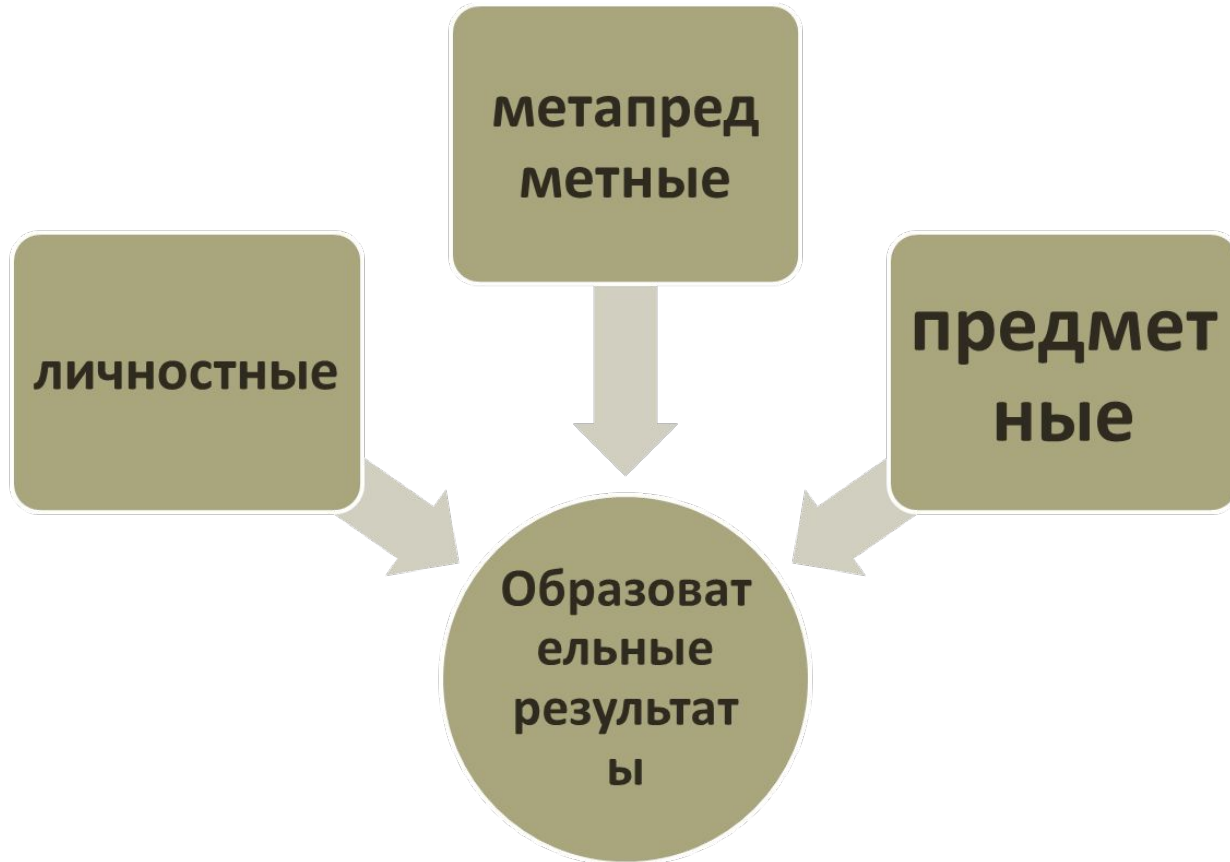 метапред
метные
личностные
предмет
ные
Образоват
ельные
результат
ы